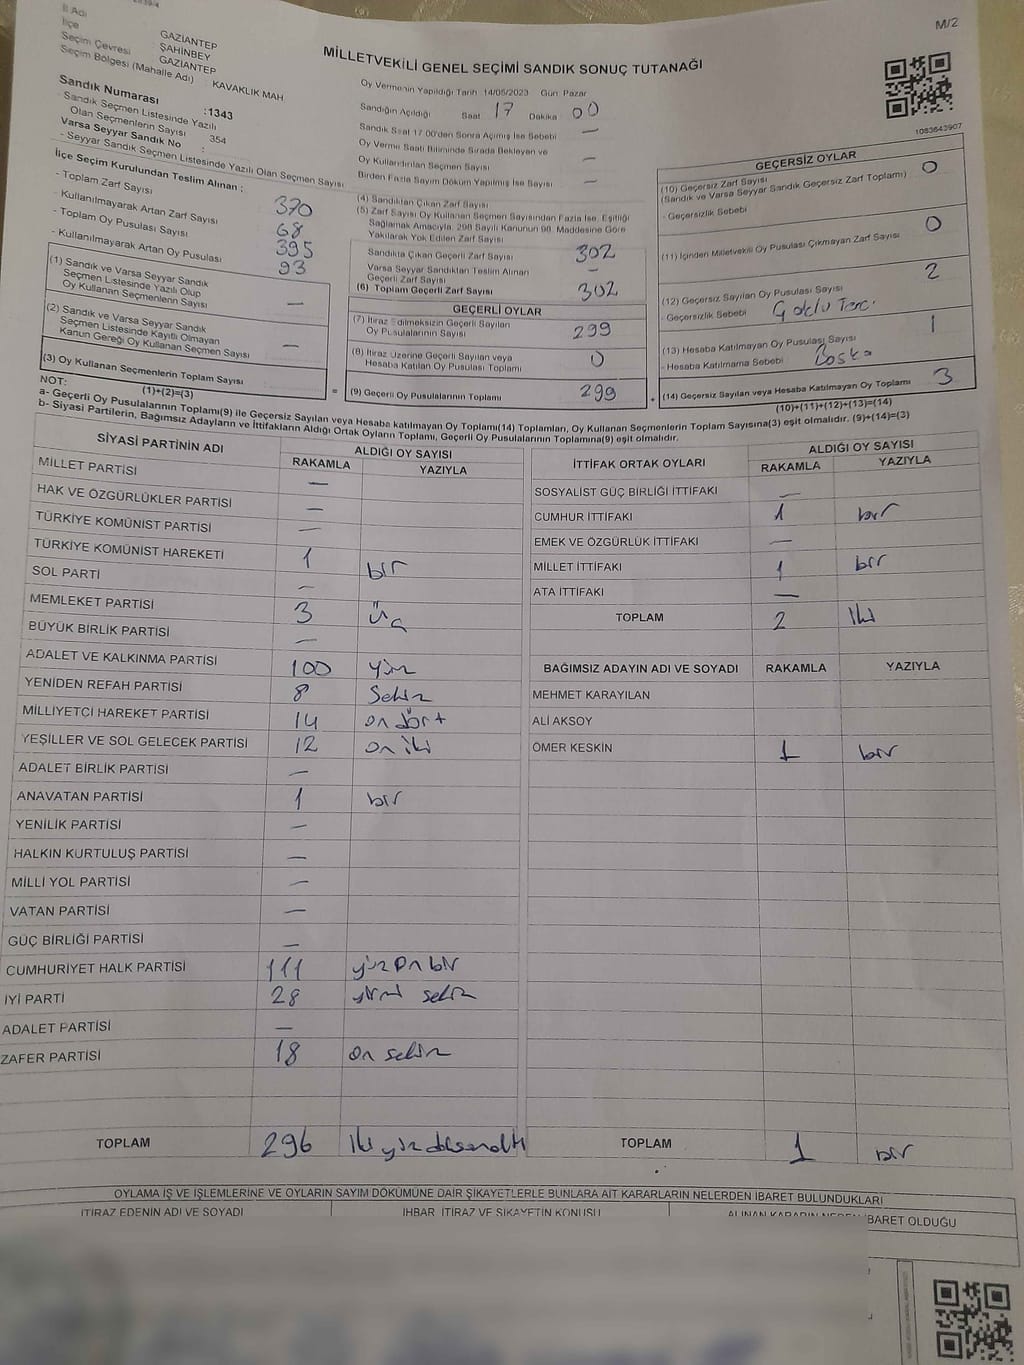 M/2
İl Adı
İlçe GAZİANTEP
Seçim Çevresi ŞAHİNBEY
Seçim Bölgesi (Mahalle Adı) GAZİANTEP
KAVAKLIK MAH
MİLLETVEKİLİ GENEL SEÇİMİ SANDIK SONUÇ TUTANAĞI
1083643907
Sandık Numarası :1343
- Sandık Seçmen Listesinde Yazılı
Olan Seçmenlerin Sayısı 354
Varsa Seyyar Sandık No :
- Seyyar Sandık Seçmen Listesinde Yazılı Olan Seçmen Sayısı
İlçe Seçim Kurulundan Teslim Alınan :
- Toplam Zarf Sayısı 370
- Kullanılmayarak Artan Zarf Sayısı 68
- Toplam Oy Pusulası Sayısı 395
- Kullanılmayarak Artan Oy Pusulası 93
(1) Sandık ve Varsa Seyyar Sandık
Seçmen Listesinde Yazılı Olup
Oy Kullanan Seçmenlerin Sayısı —
(2) Sandık ve Varsa Seyyar Sandık
Seçmen Listesinde Kayıtlı Olmayan
Kanun Gereği Oy Kullanan Seçmen Sayısı —
(3) Oy Kullanan Seçmenlerin Toplam Sayısı
(1)+(2)=(3)
Oy Vermenin Yapıldığı Tarih 14/05/2023 Gün Pazar
Sandığın Açıldığı Saat 17 Dakika 00
Sandık Saat 17.00'den Sonra Açılmış İse Sebebi —
Oy Verme Saati Bitiminde Sırada Bekleyen ve
Oy Kullandırılan Seçmen Sayısı —
Birden Fazla Sayım Döküm Yapılmış İse Sayısı —
(4) Sandıktan Çıkan Zarf Sayısı
(5) Zarf Sayısı Oy Kullanan Seçmen Sayısından Fazla İse, Eşitliği
Sağlamak Amacıyla, 298 Sayılı Kanunun 98. Maddesine Göre
Yakılarak Yok Edilen Zarf Sayısı
Sandıkta Çıkan Geçerli Zarf Sayısı 302
Varsa Seyyar Sandıktan Teslim Alınan
Geçerli Zarf Sayısı —
(6) Toplam Geçerli Zarf Sayısı 302
GEÇERLİ OYLAR
(7) İtiraz Edilmeksizin Geçerli Sayılan
Oy Pusulalarının Sayısı 299
(8) İtiraz Üzerine Geçerli Sayılan veya
Hesaba Katılan Oy Pusulası Toplamı 0
= (9) Geçerli Oy Pusulalarının Toplamı 299
GEÇERSİZ OYLAR
(10) Geçersiz Zarf Sayısı 0
(Sandık ve Varsa Seyyar Sandık Geçersiz Zarf Toplamı)
- Geçersizlik Sebebi
(11) İçinden Milletvekili Oy Pusulası Çıkmayan Zarf Sayısı 0
(12) Geçersiz Sayılan Oy Pusulası Sayısı 2
- Geçersizlik Sebebi
(13) Hesaba Katılmayan Oy Pusulası Sayısı 1
- Hesaba Katılmama Sebebi Boşka
+ (14) Geçersiz Sayılan veya Hesaba Katılmayan Oy Toplamı 3
(10)+(11)+(12)+(13)=(14)
NOT:
a- Geçerli Oy Pusulalarının Toplamı(9) ile Geçersiz Sayılan veya Hesaba katılmayan Oy Toplamı(14) Toplamları, Oy Kullanan Seçmenlerin Toplam Sayısına(3) eşit olmalıdır. (9)+(14)=(3)
b- Siyasi Partilerin, Bağımsız Adayların ve İttifakların Aldığı Ortak Oyların Toplamı, Geçerli Oy Pusulalarının Toplamına(9) eşit olmalıdır.
SİYASİ PARTİNİN ADI ALDIĞI OY SAYISI
RAKAMLA YAZIYLA
MİLLET PARTİSİ —
HAK VE ÖZGÜRLÜKLER PARTİSİ —
TÜRKİYE KOMÜNİST PARTİSİ —
TÜRKİYE KOMÜNİST HAREKETİ 1 bir
SOL PARTİ —
MEMLEKET PARTİSİ 3 üç
BÜYÜK BİRLİK PARTİSİ —
ADALET VE KALKINMA PARTİSİ 100 yüz
YENİDEN REFAH PARTİSİ 8 Sekiz
MİLLİYETÇİ HAREKET PARTİSİ 14 on dört
YEŞİLLER VE SOL GELECEK PARTİSİ 12 on iki
ADALET BİRLİK PARTİSİ —
ANAVATAN PARTİSİ 1 bir
YENİLİK PARTİSİ —
HALKIN KURTULUŞ PARTİSİ —
MİLLİ YOL PARTİSİ —
VATAN PARTİSİ —
GÜÇ BİRLİĞİ PARTİSİ —
CUMHURİYET HALK PARTİSİ 111 yüz on bir
İYİ PARTİ 28 yirmi sekiz
ADALET PARTİSİ —
ZAFER PARTİSİ 18 on sekiz
TOPLAM 296 iki yüz doksan altı
İTTİFAK ORTAK OYLARI ALDIĞI OY SAYISI
RAKAMLA YAZIYLA
SOSYALİST GÜÇ BİRLİĞİ İTTİFAKI —
CUMHUR İTTİFAKI 1 bir
EMEK VE ÖZGÜRLÜK İTTİFAKI —
MİLLET İTTİFAKI 1 bir
ATA İTTİFAKI —
TOPLAM 2 iki
BAĞIMSIZ ADAYIN ADI VE SOYADI RAKAMLA YAZIYLA
MEHMET KARAYILAN
ALİ AKSOY
ÖMER KESKİN 1 bir
TOPLAM 1 bir
OYLAMA İŞ VE İŞLEMLERİNE VE OYLARIN SAYIM DÖKÜMÜNE DAİR ŞİKAYETLERLE BUNLARA AİT KARARLARIN NELERDEN İBARET BULUNDUKLARI
İTİRAZ EDENİN ADI VE SOYADI İHBAR, İTİRAZ VE ŞİKAYETİN KONUSU ALINAN KARARIN NEDEN İBARET OLDUĞU